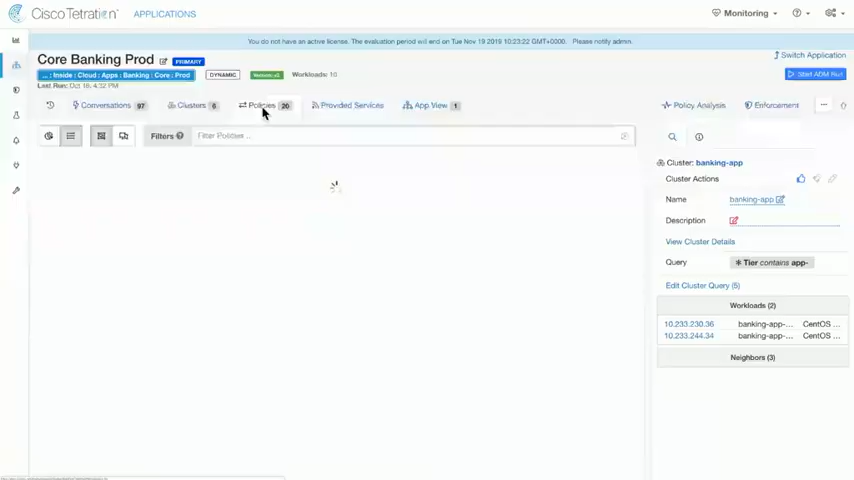 Cisco Tetration™ APPLICATIONS Monitoring
You do not have an active license. The evaluation period will end on Tue Nov 19 2019 10:23:22 GMT+0000. Please notify admin.
Core Banking Prod PRIMARY
Switch Application
... : Inside : Cloud : Apps : Banking : Core : Prod DYNAMIC Workloads: 10
Start ADM Run
Last Run: Oct 18, 4:32 PM
Conversations 97 Clusters 6 Policies 20 Provided Services App View 1 Policy Analysis Enforcement ...
Filters Filter Policies ...
Cluster: banking-app
Cluster Actions
Name banking-app
Description
View Cluster Details
Query * Tier contains app-
Edit Cluster Query (5)
Workloads (2)
10.233.230.36 banking-app-... CentOS ...
10.233.244.34 banking-app-... CentOS ...
Neighbors (3)